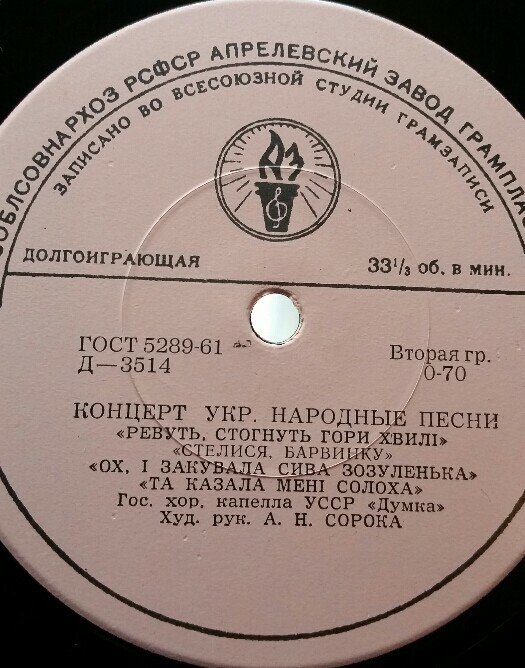 ОБЛСОВНАРХОЗ РСФСР АПРЕЛЕВСКИЙ ЗАВОД ГРАМПЛА
ЗАПИСАНО ВО ВСЕСОЮЗНОЙ СТУДИИ ГРАМЗАПИСИ
ДОЛГОИГРАЮЩАЯ
33⅓ об. в мин.
ГОСТ 5289-61
Д—3514
Вторая гр.
0-70
КОНЦЕРТ УКР. НАРОДНЫЕ ПЕСНИ
«РЕВУТЬ, СТОГНУТЬ ГОРИ ХВИЛІ»
«СТЕЛИСЯ, БАРВИНКУ»
«ОХ, І ЗАКУВАЛА СИВА ЗОЗУЛЕНЬКА»
«ТА КАЗАЛА МЕНІ СОЛОХА»
Гос. хор. капелла УССР «Думка»
Худ. рук. А. Н. СОРОКА